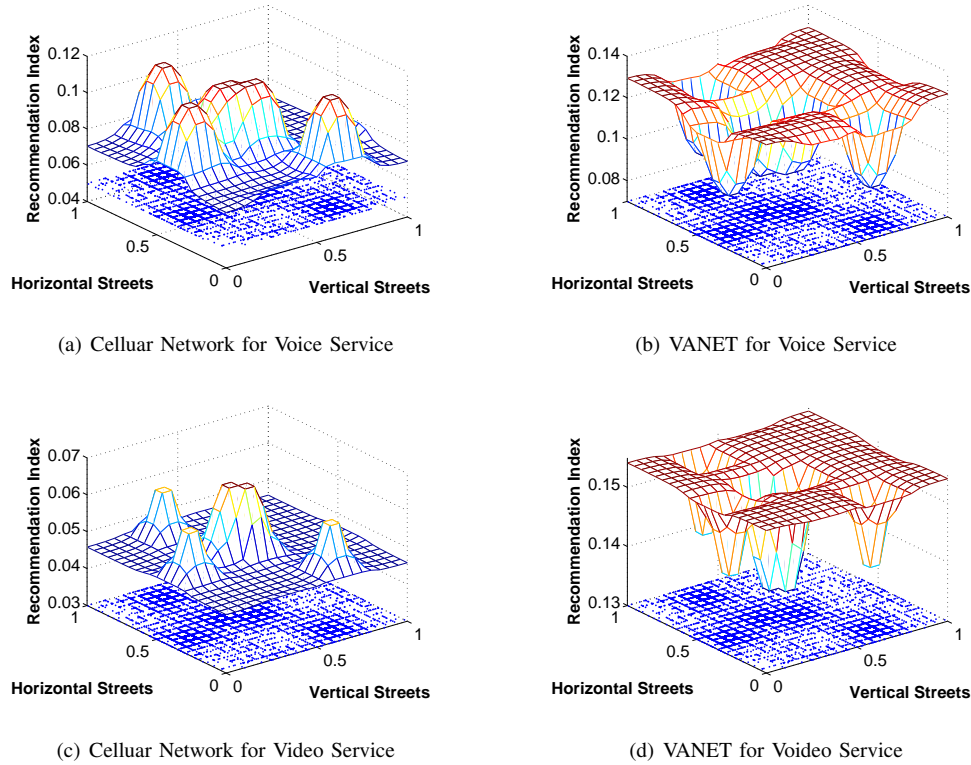 Recommendation Index
0.12
0.1
0.08
0.06
0.04
1
0.5
0
Horizontal Streets
0
0.5
1
Vertical Streets
(a) Celluar Network for Voice Service
Recommendation Index
0.14
0.12
0.1
0.08
1
0.5
0
Horizontal Streets
0
0.5
1
Vertical Streets
(b) VANET for Voice Service
Recommendation Index
0.07
0.06
0.05
0.04
0.03
1
0.5
0
Horizontal Streets
0
0.5
1
Vertical Streets
(c) Celluar Network for Video Service
Recommendation Index
0.15
0.14
0.13
1
0.5
0
Horizontal Streets
0
0.5
1
Vertical Streets
(d) VANET for Voideo Service